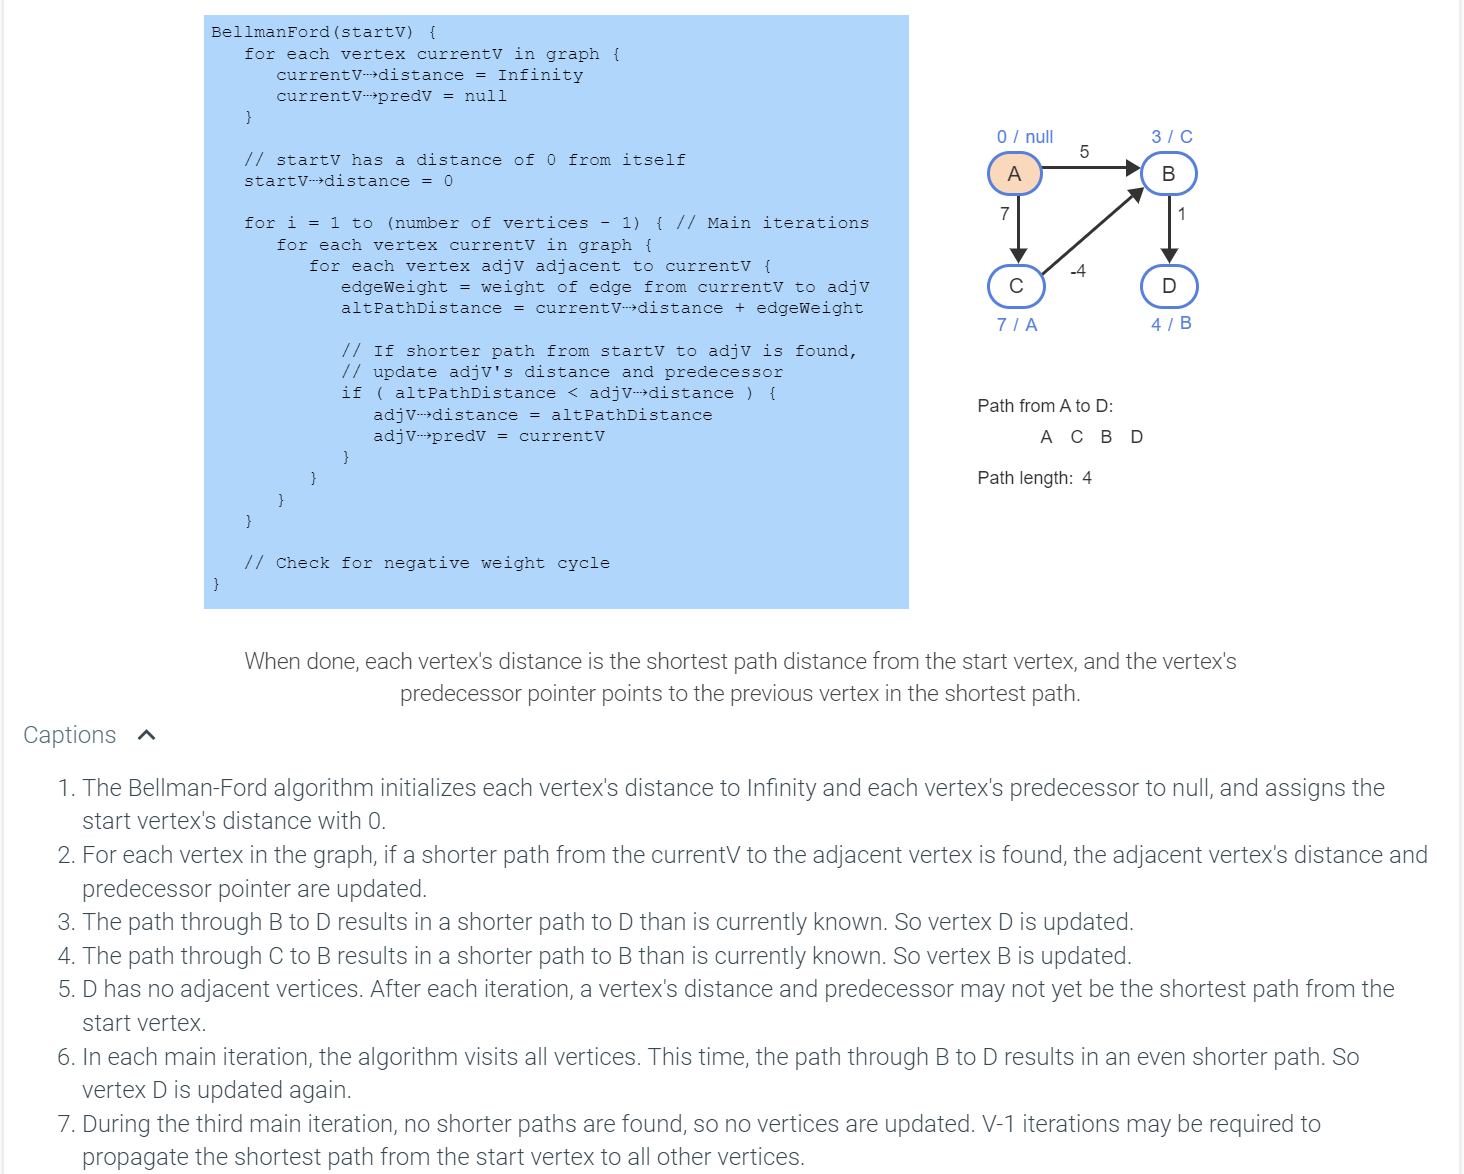 BellmanFord(startV) {
for each vertex currentV in graph {
currentV⇢distance = Infinity
currentV⇢predV = null
}
// startV has a distance of 0 from itself
startV⇢distance = 0
for i = 1 to (number of vertices - 1) { // Main iterations
for each vertex currentV in graph {
for each vertex adjV adjacent to currentV {
edgeWeight = weight of edge from currentV to adjV
altPathDistance = currentV⇢distance + edgeWeight
// If shorter path from startV to adjV is found,
// update adjV's distance and predecessor
if ( altPathDistance < adjV⇢distance ) {
adjV⇢distance = altPathDistance
adjV⇢predV = currentV
}
}
}
}
// Check for negative weight cycle
}
0 / null
3 / C
5
A
B
7
1
-4
C
D
7 / A
4 / B
Path from A to D:
A C B D
Path length: 4
When done, each vertex's distance is the shortest path distance from the start vertex, and the vertex's
predecessor pointer points to the previous vertex in the shortest path.
Captions
1. The Bellman-Ford algorithm initializes each vertex's distance to Infinity and each vertex's predecessor to null, and assigns the
start vertex's distance with 0.
2. For each vertex in the graph, if a shorter path from the currentV to the adjacent vertex is found, the adjacent vertex's distance and
predecessor pointer are updated.
3. The path through B to D results in a shorter path to D than is currently known. So vertex D is updated.
4. The path through C to B results in a shorter path to B than is currently known. So vertex B is updated.
5. D has no adjacent vertices. After each iteration, a vertex's distance and predecessor may not yet be the shortest path from the
start vertex.
6. In each main iteration, the algorithm visits all vertices. This time, the path through B to D results in an even shorter path. So
vertex D is updated again.
7. During the third main iteration, no shorter paths are found, so no vertices are updated. V-1 iterations may be required to
propagate the shortest path from the start vertex to all other vertices.